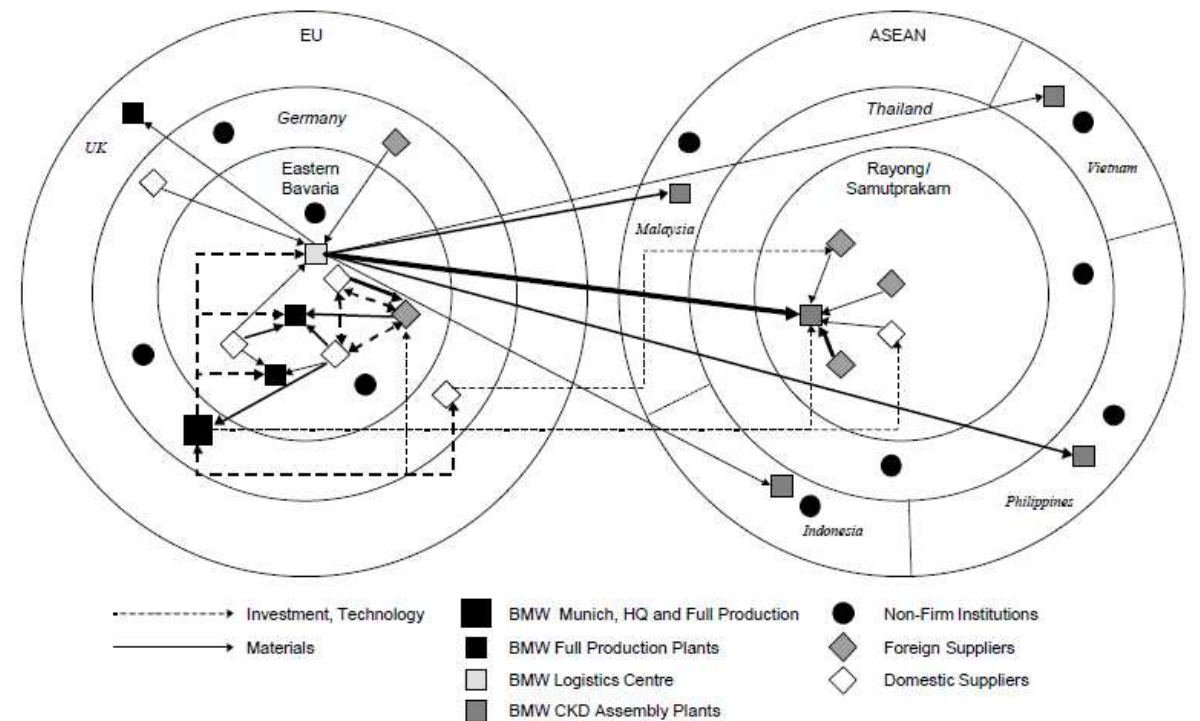 EU
ASEAN
Germany
Thailand
UK
Eastern
Bavaria
Rayong/
Samutprakarn
Vietnam
Malaysia
Philippines
Indonesia
Investment, Technology
BMW Munich, HQ and Full Production
Non-Firm Institutions
Materials
BMW Full Production Plants
Foreign Suppliers
BMW Logistics Centre
Domestic Suppliers
BMW CKD Assembly Plants